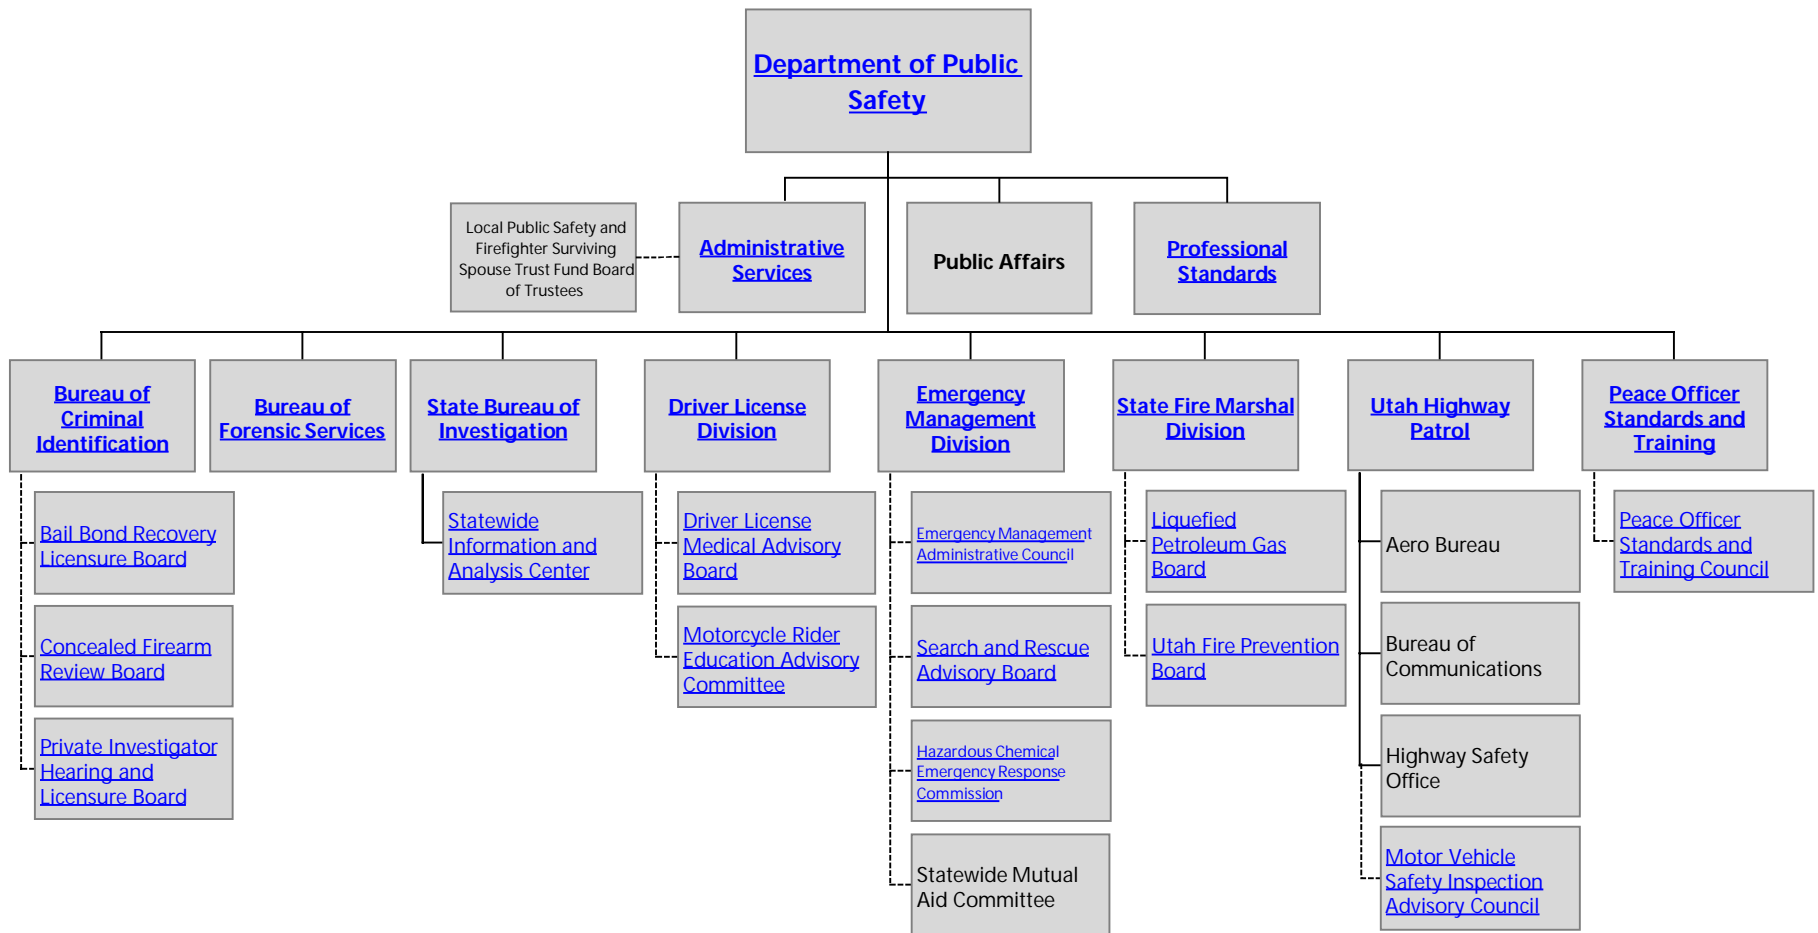 Department of Public
Safety
Local Public Safety and
Firefighter Surviving
Spouse Trust Fund Board
of Trustees
Administrative
Services
Public Affairs
Professional
Standards
Bureau of
Criminal
Identification
Bureau of
Forensic Services
State Bureau of
Investigation
Driver License
Division
Emergency
Management
Division
State Fire Marshal
Division
Utah Highway
Patrol
Peace Officer
Standards and
Training
Bail Bond Recovery
Licensure Board
Concealed Firearm
Review Board
Private Investigator
Hearing and
Licensure Board
Statewide
Information and
Analysis Center
Driver License
Medical Advisory
Board
Motorcycle Rider
Education Advisory
Committee
Emergency Management
Administrative Council
Search and Rescue
Advisory Board
Hazardous Chemical
Emergency Response
Commission
Statewide Mutual
Aid Committee
Liquefied
Petroleum Gas
Board
Utah Fire Prevention
Board
Aero Bureau
Bureau of
Communications
Highway Safety
Office
Motor Vehicle
Safety Inspection
Advisory Council
Peace Officer
Standards and
Training Council